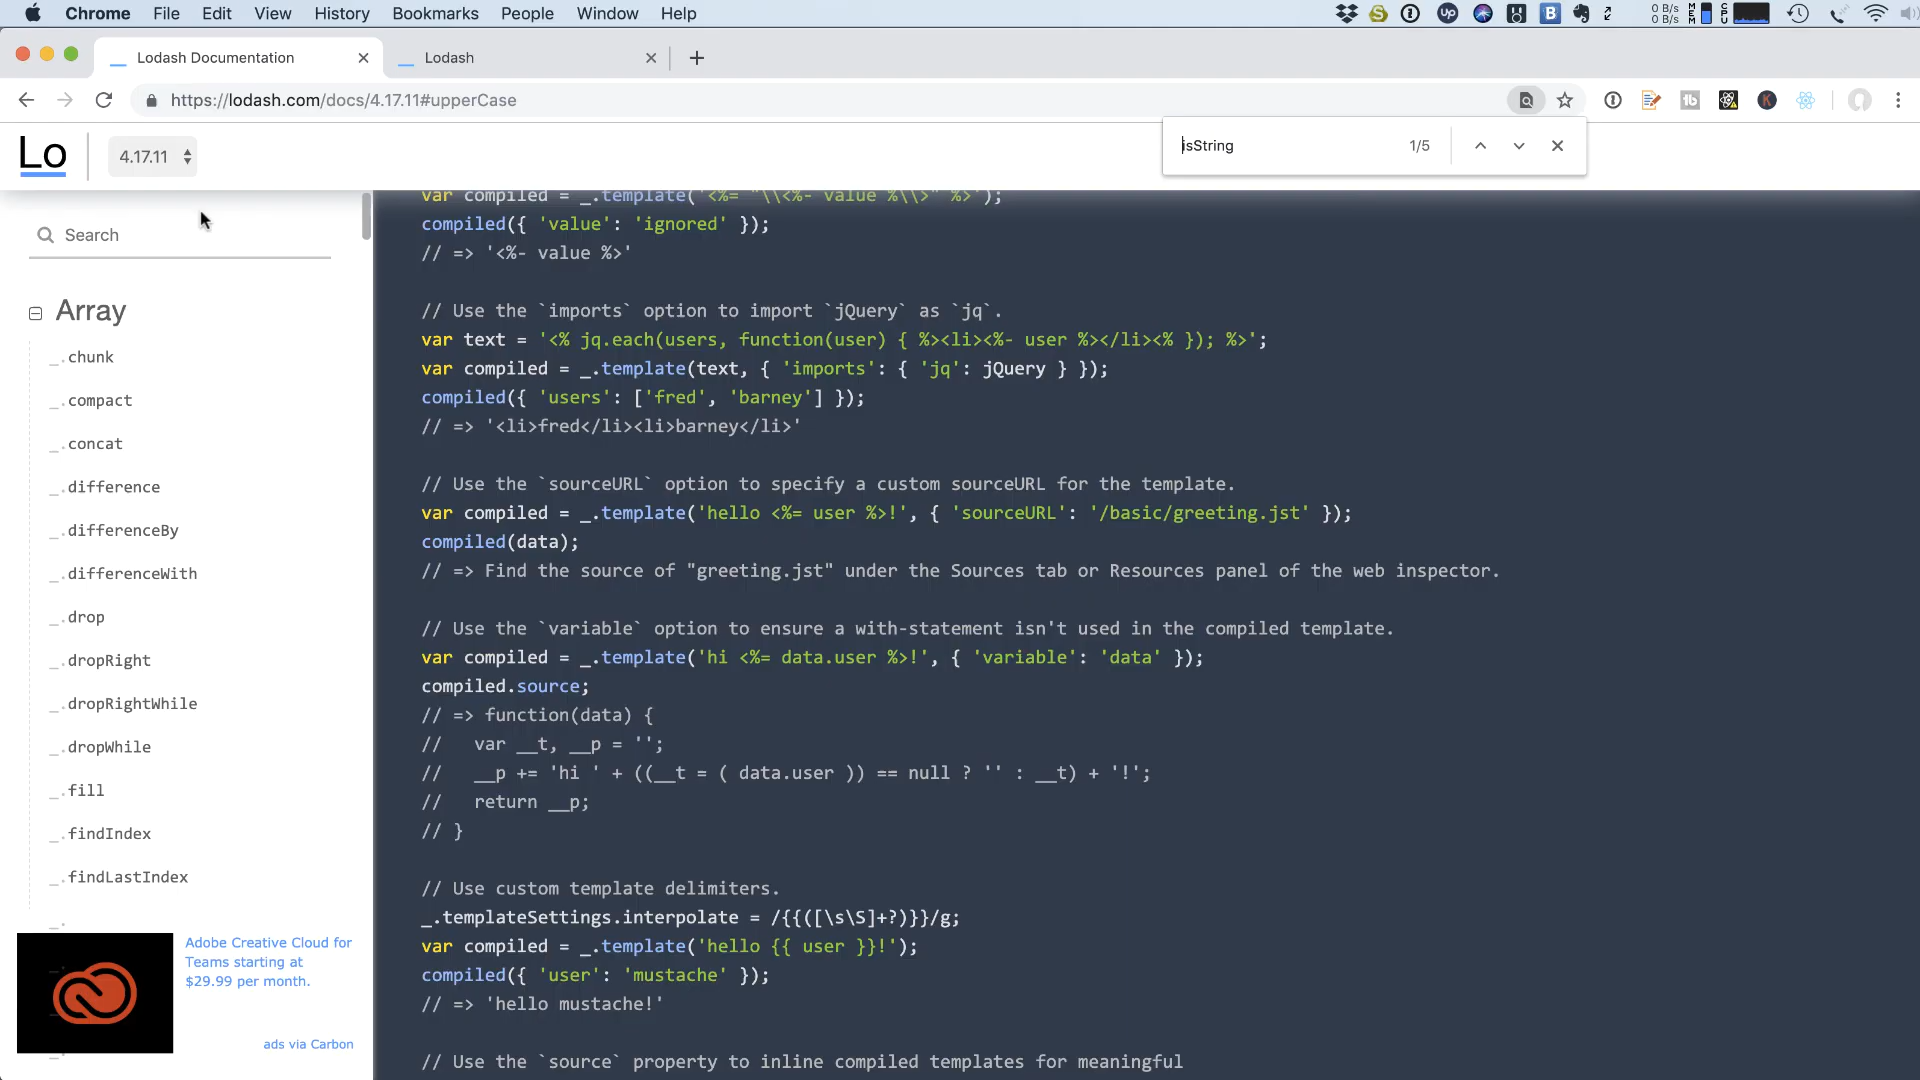 Chrome File Edit View History Bookmarks People Window Help
0 B/s
0 B/s
MEM
CPU
Lodash Documentation
Lodash
https://lodash.com/docs/4.17.11#upperCase
isString 1/5
Lo
4.17.11
Search
Array
_.chunk
_.compact
_.concat
_.difference
_.differenceBy
_.differenceWith
_.drop
_.dropRight
_.dropRightWhile
_.dropWhile
_.fill
_.findIndex
_.findLastIndex
Adobe Creative Cloud for
Teams starting at
$29.99 per month.
ads via Carbon
var compiled = _.template('<%= "\\<%- value %\\>" %>');
compiled({ 'value': 'ignored' });
// => '<%- value %>'
// Use the `imports` option to import `jQuery` as `jq`.
var text = '<% jq.each(users, function(user) { %><li><%- user %></li><% }); %>';
var compiled = _.template(text, { 'imports': { 'jq': jQuery } });
compiled({ 'users': ['fred', 'barney'] });
// => '<li>fred</li><li>barney</li>'
// Use the `sourceURL` option to specify a custom sourceURL for the template.
var compiled = _.template('hello <%= user %>!', { 'sourceURL': '/basic/greeting.jst' });
compiled(data);
// => Find the source of "greeting.jst" under the Sources tab or Resources panel of the web inspector.
// Use the `variable` option to ensure a with-statement isn't used in the compiled template.
var compiled = _.template('hi <%= data.user %>!', { 'variable': 'data' });
compiled.source;
// => function(data) {
//   var __t, __p = '';
//   __p += 'hi ' + ((__t = ( data.user )) == null ? '' : __t) + '!';
//   return __p;
// }
// Use custom template delimiters.
_.templateSettings.interpolate = /{{([\s\S]+?)}}/g;
var compiled = _.template('hello {{ user }}!');
compiled({ 'user': 'mustache' });
// => 'hello mustache!'
// Use the `source` property to inline compiled templates for meaningful